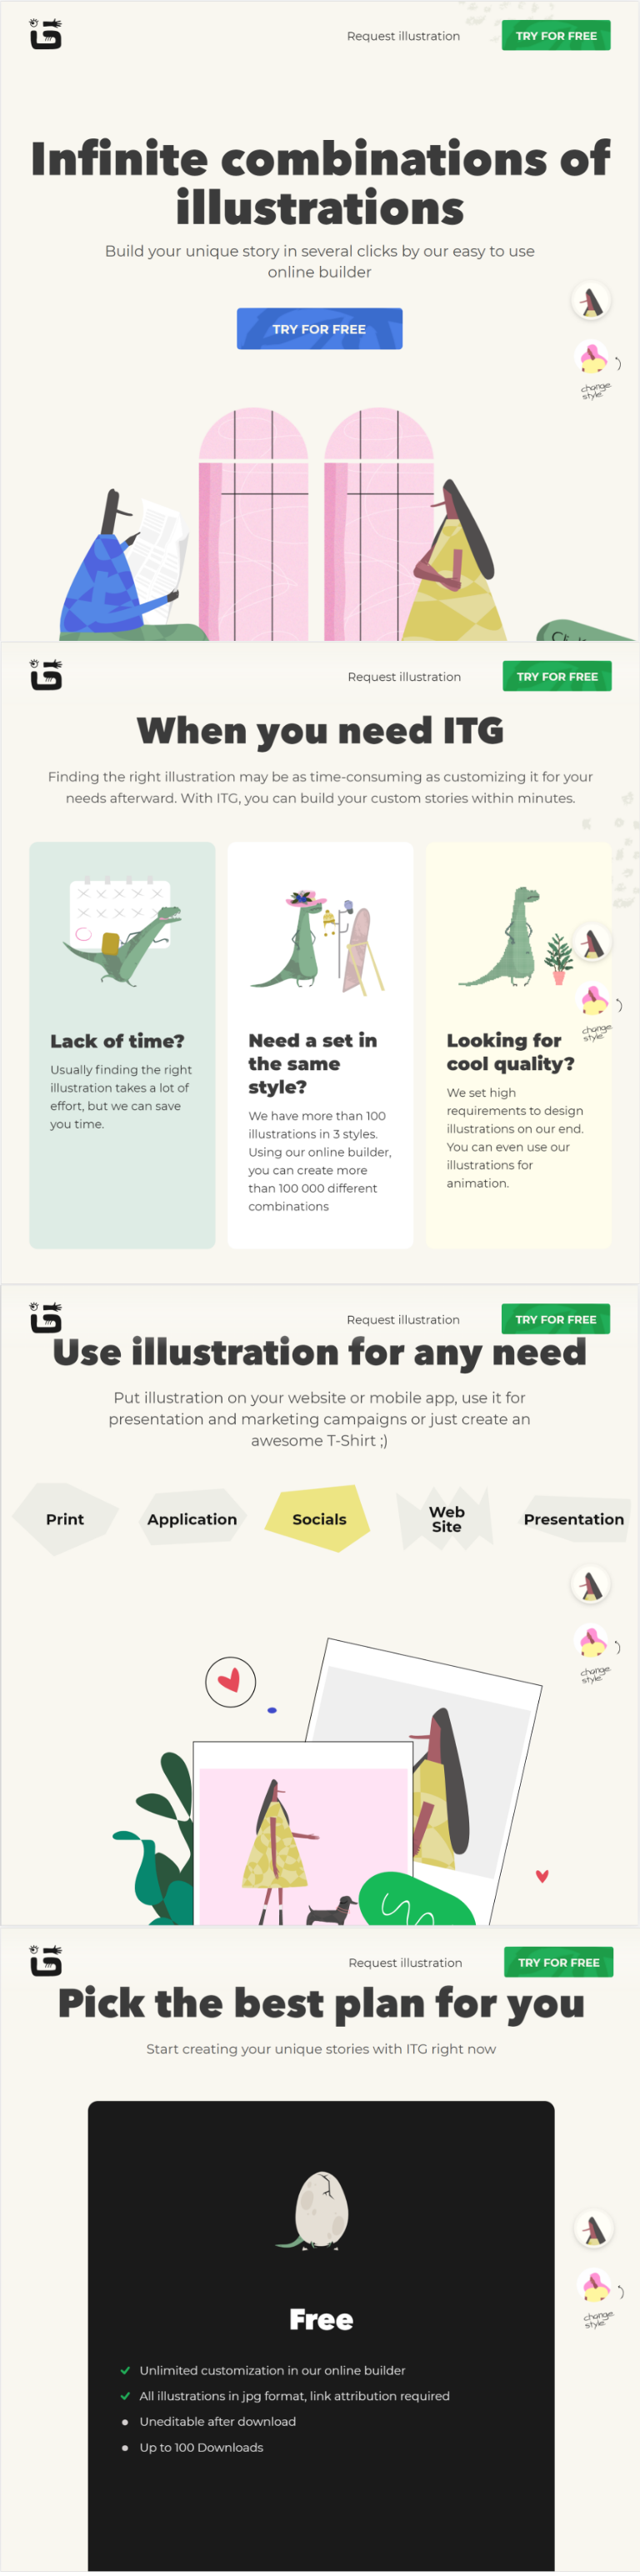 Request illustration
TRY FOR FREE
Infinite combinations of
illustrations
Build your unique story in several clicks by our easy to use
online builder
TRY FOR FREE
change
style
Request illustration
TRY FOR FREE
When you need ITG
Finding the right illustration may be as time-consuming as customizing it for your
needs afterward. With ITG, you can build your custom stories within minutes.
change
style
Lack of time?
Usually finding the right
illustration takes a lot of
effort, but we can save
you time.
Need a set in
the same
style?
We have more than 100
illustrations in 3 styles.
Using our online builder,
you can create more
than 100 000 different
combinations
Looking for
cool quality?
We set high
requirements to design
illustrations on our end.
You can even use our
illustrations for
animation.
Request illustration
TRY FOR FREE
Use illustration for any need
Put illustration on your website or mobile app, use it for
presentation and marketing campaigns or just create an
awesome T-Shirt ;)
Print
Application
Socials
Web
Site
Presentation
change
style
Request illustration
TRY FOR FREE
Pick the best plan for you
Start creating your unique stories with ITG right now
change
style
Free
Unlimited customization in our online builder
All illustrations in jpg format, link attribution required
Uneditable after download
Up to 100 Downloads